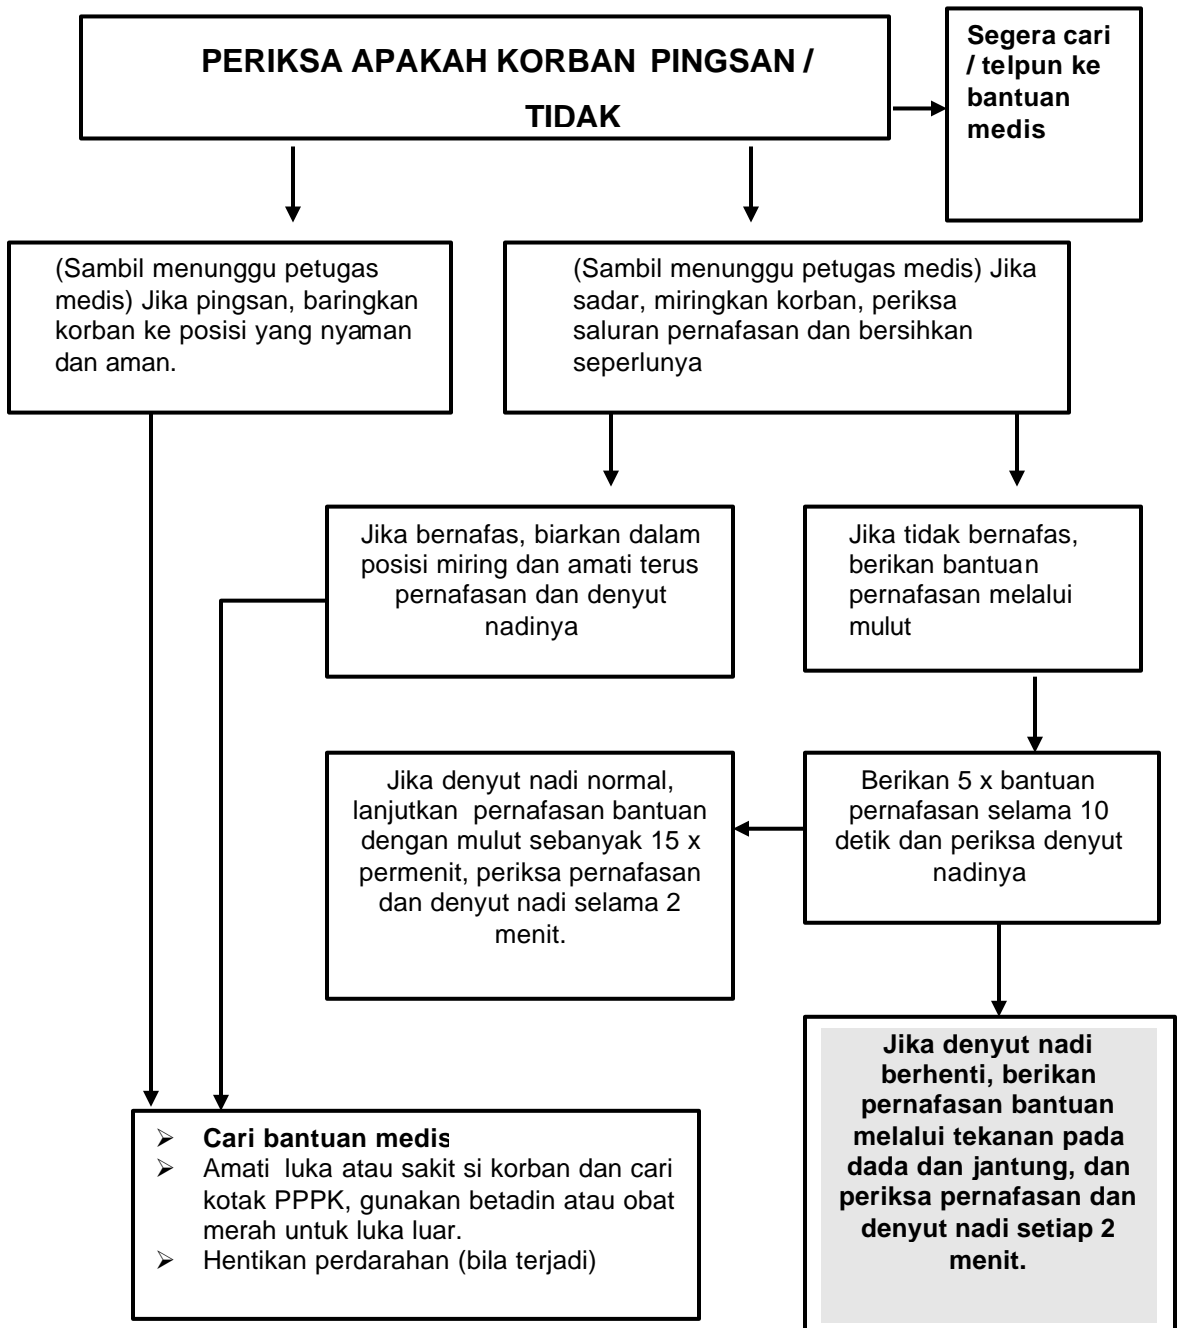 PERIKSA APAKAH KORBAN PINGSAN /
TIDAK
Segera cari
/ telpun ke
bantuan
medis
(Sambil menunggu petugas
medis) Jika pingsan, baringkan
korban ke posisi yang nyaman
dan aman.
(Sambil menunggu petugas medis) Jika
sadar, miringkan korban, periksa
saluran pernafasan dan bersihkan
seperlunya
Jika bernafas, biarkan dalam
posisi miring dan amati terus
pernafasan dan denyut
nadinya
Jika tidak bernafas,
berikan bantuan
pernafasan melalui
mulut
Jika denyut nadi normal,
lanjutkan pernafasan bantuan
dengan mulut sebanyak 15 x
permenit, periksa pernafasan
dan denyut nadi selama 2
menit.
Berikan 5 x bantuan
pernafasan selama 10
detik dan periksa denyut
nadinya
Jika denyut nadi
berhenti, berikan
pernafasan bantuan
melalui tekanan pada
dada dan jantung, dan
periksa pernafasan dan
denyut nadi setiap 2
menit.
➢ Cari bantuan medis
➢ Amati luka atau sakit si korban dan cari
kotak PPPK, gunakan betadin atau obat
merah untuk luka luar.
➢ Hentikan perdarahan (bila terjadi)